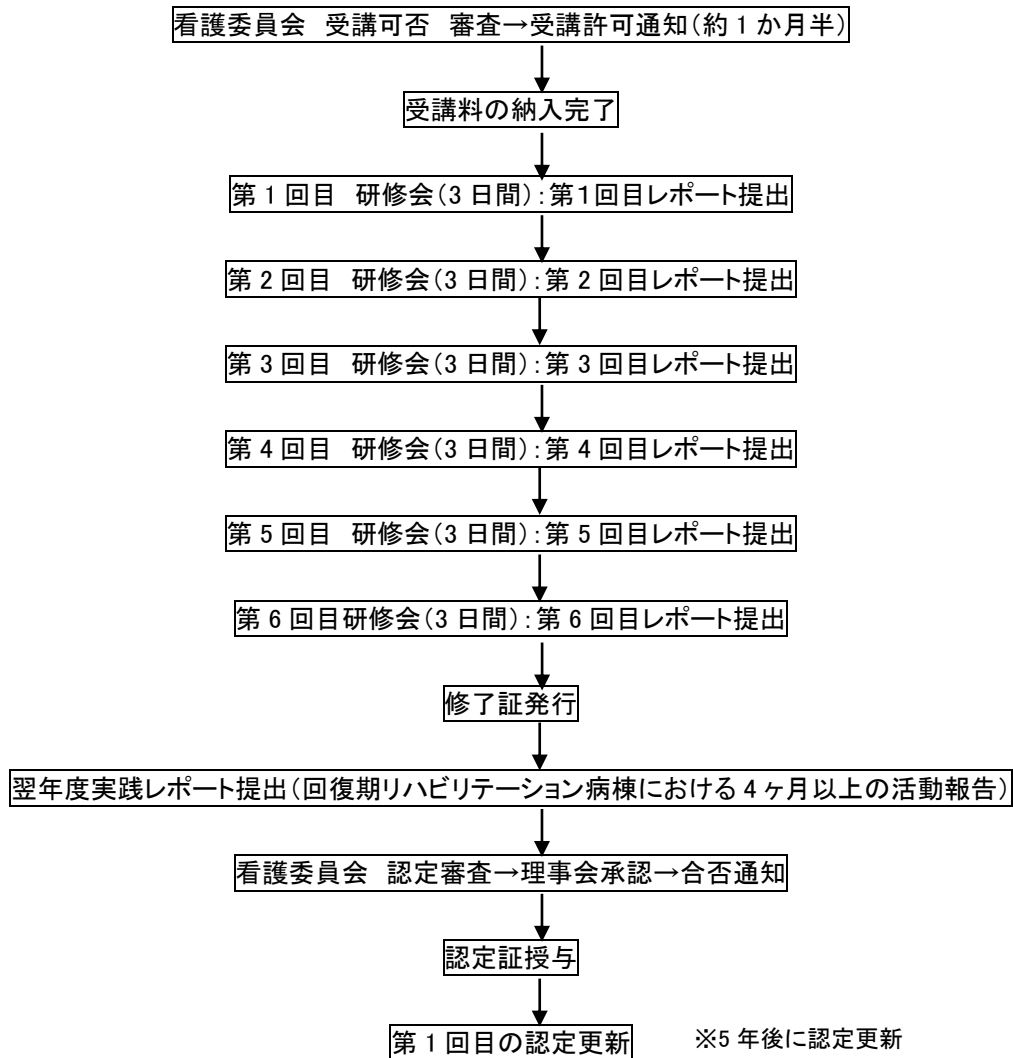 看護委員会　受講可否　審査→受講許可通知（約1か月半）
受講料の納入完了
第1回目　研修会（3日間）：第１回目レポート提出
第2回目　研修会（3日間）：第2回目レポート提出
第3回目　研修会（3日間）：第3回目レポート提出
第4回目　研修会（3日間）：第4回目レポート提出
第5回目　研修会（3日間）：第5回目レポート提出
第6回目研修会（3日間）：第6回目レポート提出
修了証発行
翌年度実践レポート提出（回復期リハビリテーション病棟における4ヶ月以上の活動報告）
看護委員会　認定審査→理事会承認→合否通知
認定証授与
第1回目の認定更新　※5年後に認定更新